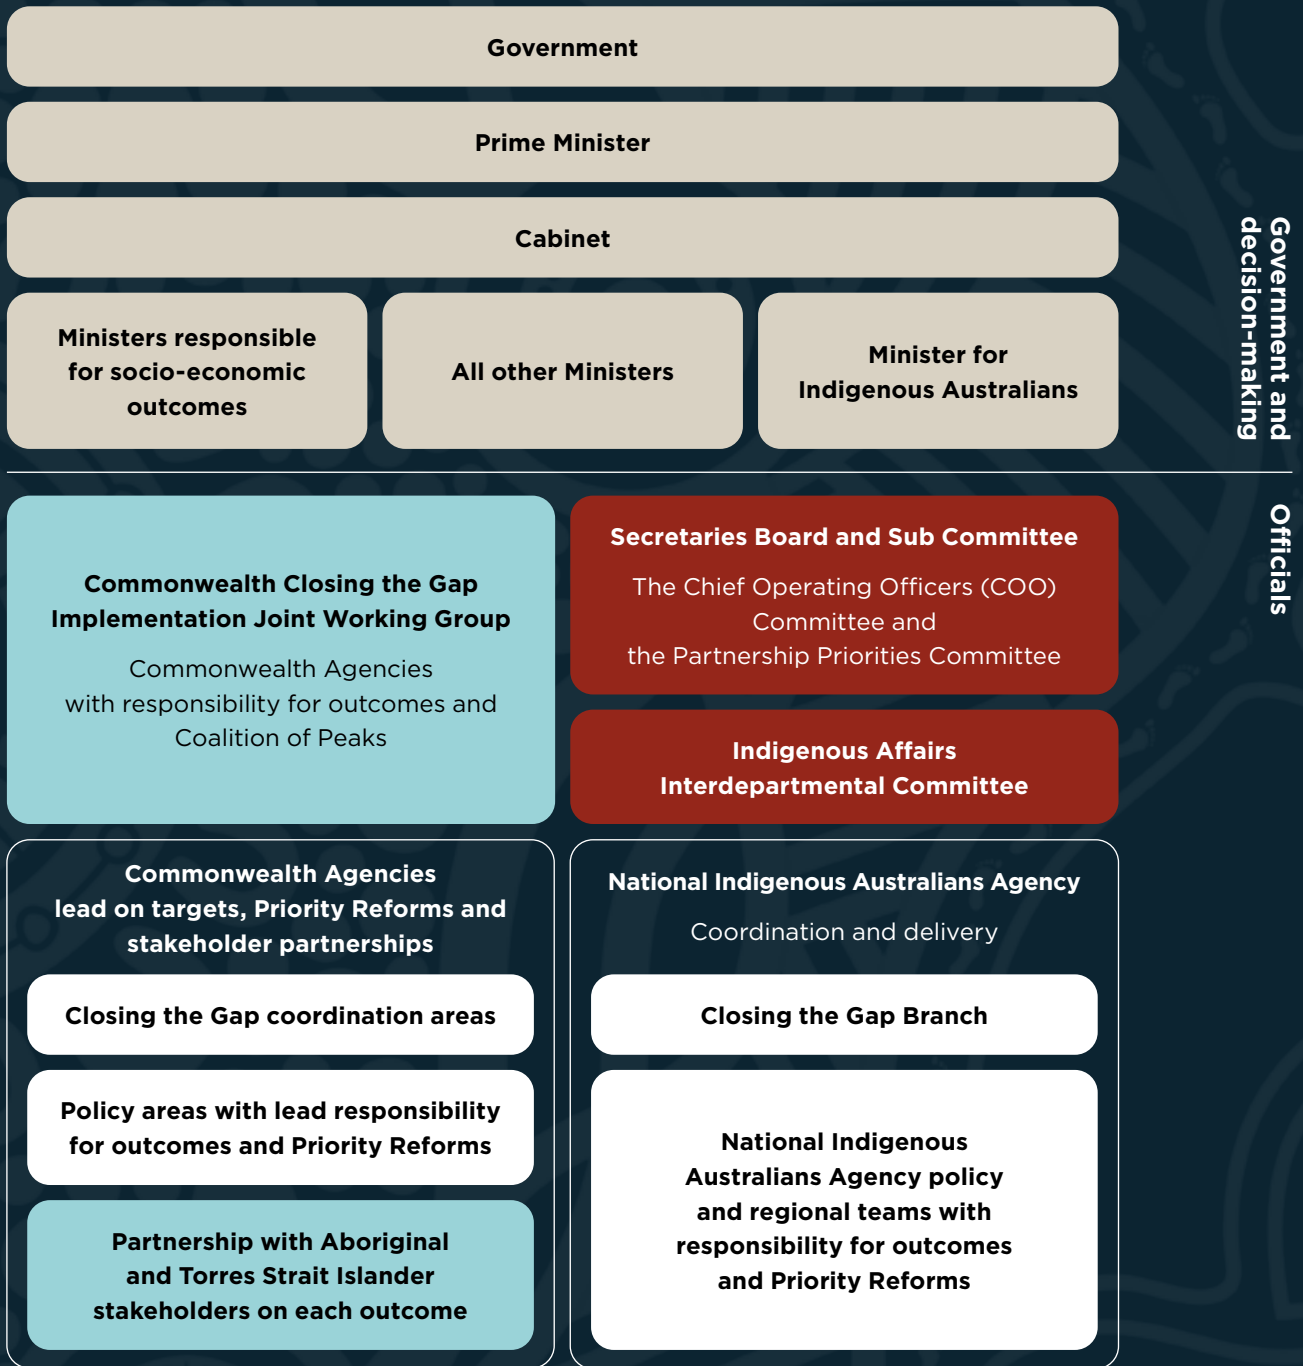 Government
Prime Minister
Cabinet
Ministers responsible
for socio-economic
outcomes
All other Ministers
Minister for
Indigenous Australians
Government and
decision-making
Commonwealth Closing the Gap
Implementation Joint Working Group
Commonwealth Agencies
with responsibility for outcomes and
Coalition of Peaks
Secretaries Board and Sub Committee
The Chief Operating Officers (COO)
Committee and
the Partnership Priorities Committee
Indigenous Affairs
Interdepartmental Committee
Officials
Commonwealth Agencies
lead on targets, Priority Reforms and
stakeholder partnerships
Closing the Gap coordination areas
Policy areas with lead responsibility
for outcomes and Priority Reforms
Partnership with Aboriginal
and Torres Strait Islander
stakeholders on each outcome
National Indigenous Australians Agency
Coordination and delivery
Closing the Gap Branch
National Indigenous
Australians Agency policy
and regional teams with
responsibility for outcomes
and Priority Reforms